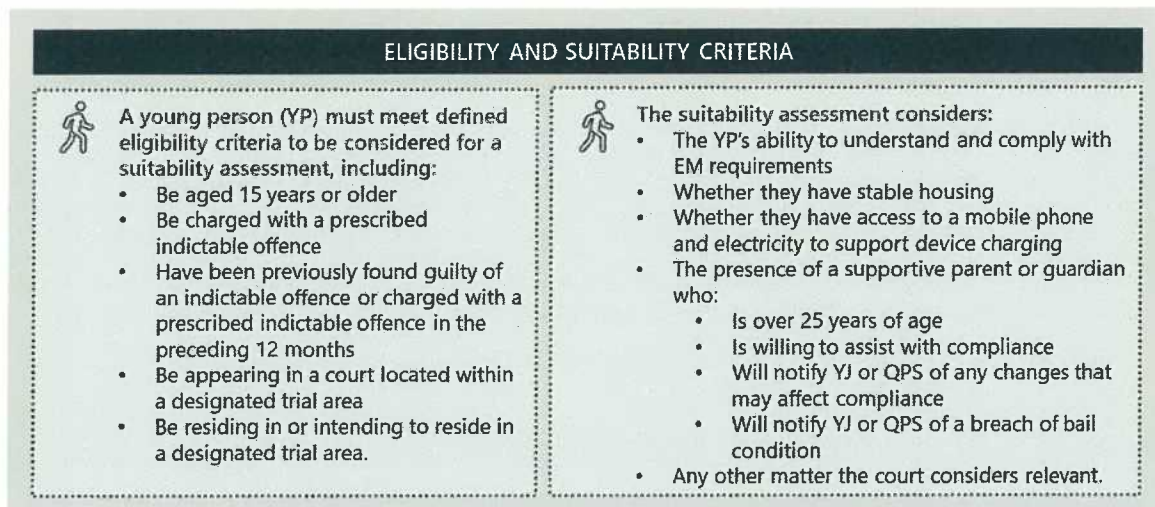 ELIGIBILITY AND SUITABILITY CRITERIA
A young person (YP) must meet defined
eligibility criteria to be considered for a
suitability assessment, including:
• Be aged 15 years or older
• Be charged with a prescribed
indictable offence
• Have been previously found guilty of
an indictable offence or charged with a
prescribed indictable offence in the
preceding 12 months
• Be appearing in a court located within
a designated trial area
• Be residing in or intending to reside in
a designated trial area.
The suitability assessment considers:
• The YP's ability to understand and comply with
EM requirements
• Whether they have stable housing
• Whether they have access to a mobile phone
and electricity to support device charging
• The presence of a supportive parent or guardian
who:
• Is over 25 years of age
• Is willing to assist with compliance
• Will notify YJ or QPS of any changes that
may affect compliance
• Will notify YJ or QPS of a breach of bail
condition
• Any other matter the court considers relevant.